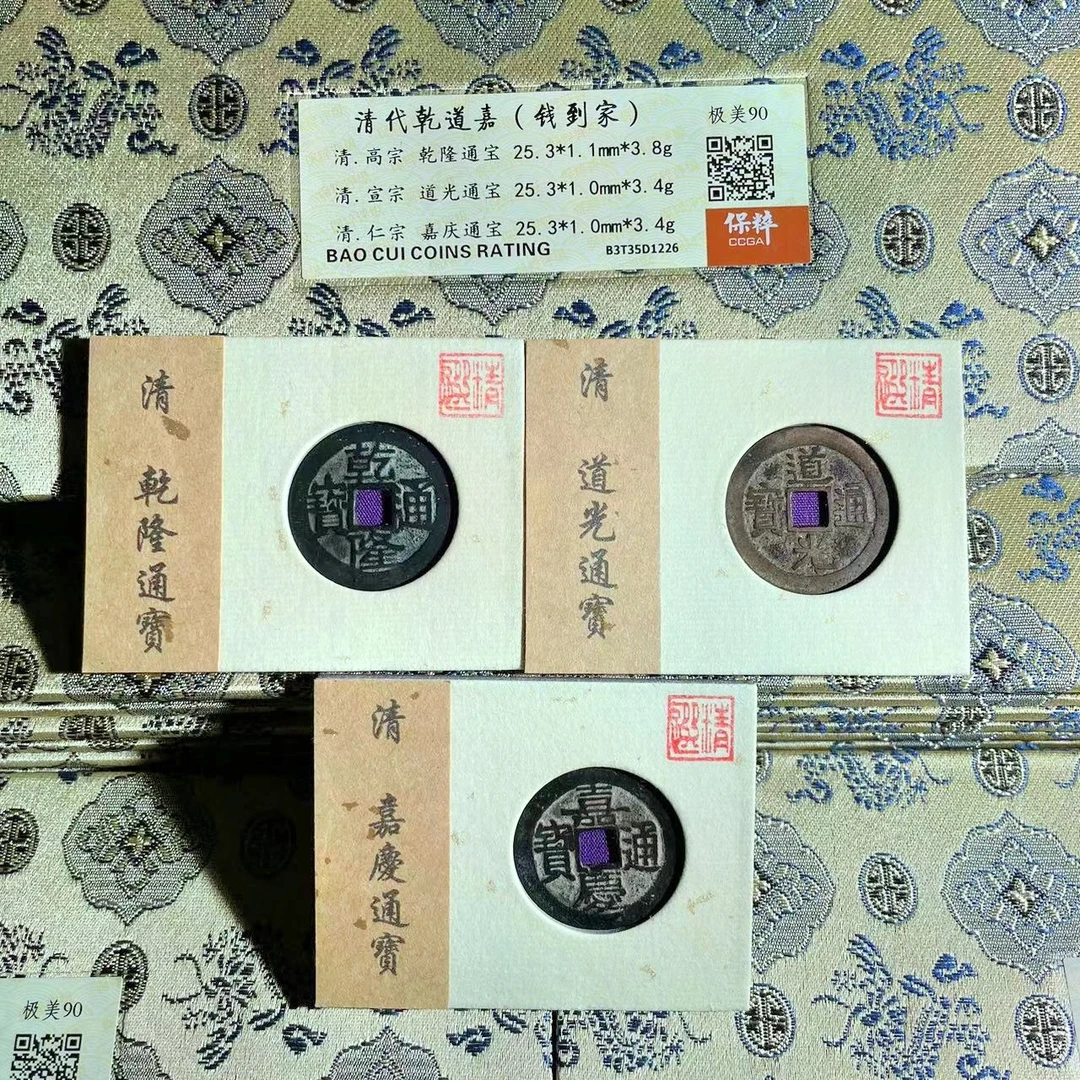 清代乾道嘉(钱到家)
极美90
清.高宗 乾隆通宝 25.3*1.1mm*3.8g
清.宣宗 道光通宝 25.3*1.0mm*3.4g
清.仁宗 嘉庆通宝 25.3*1.0mm*3.4g
BAO CUI COINS RATING
B3T35D1226
保粹
CCGA
清 乾隆通寶
精選
乾隆通寶
清 道光通寶
精選
道光通寶
清 嘉慶通寶
精選
嘉慶通寶
极美90